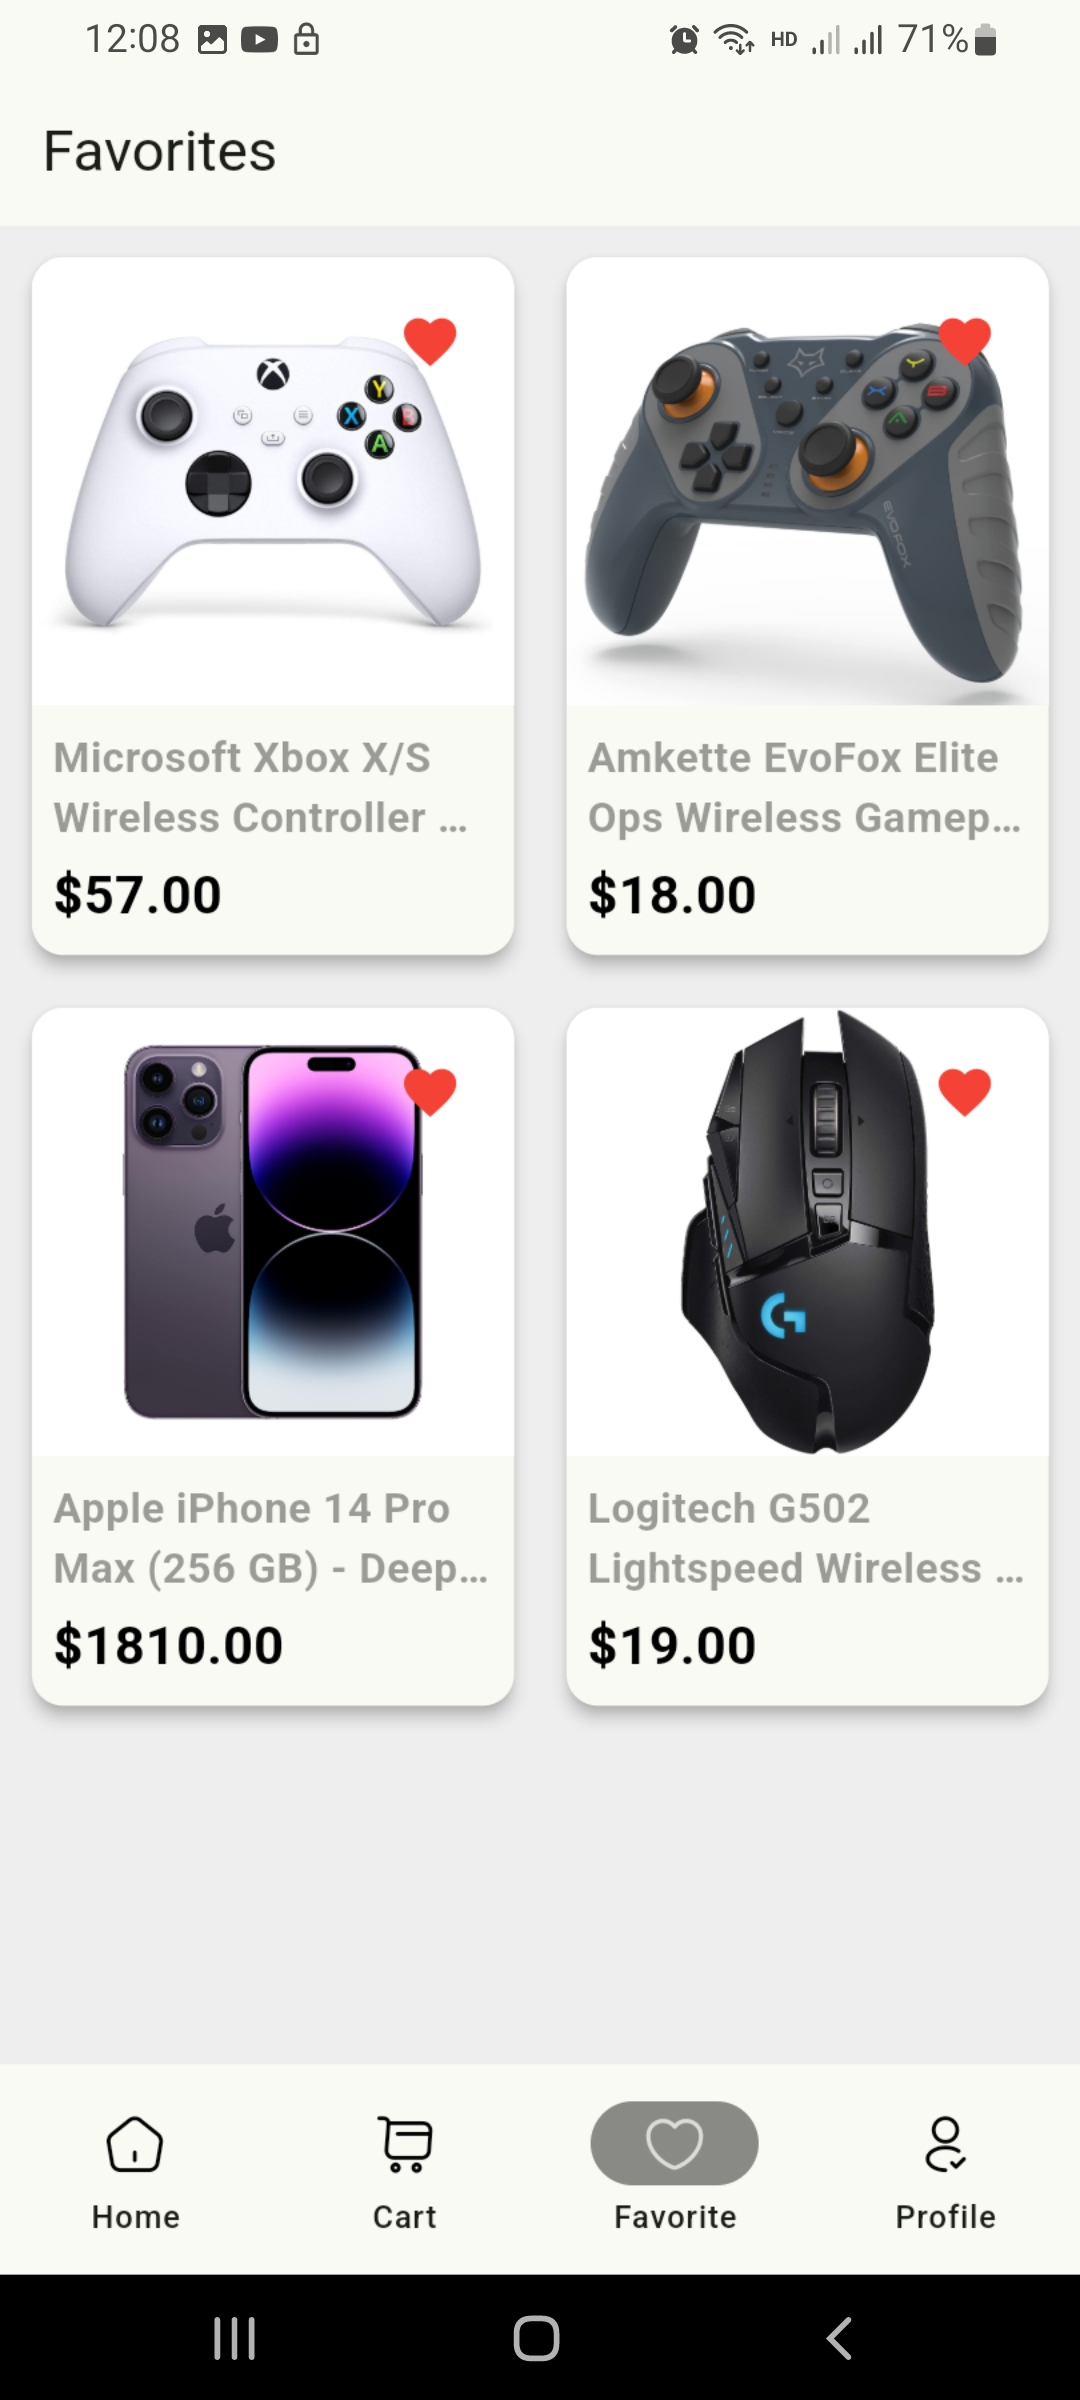 12:08 HD 71%
Favorites
Y
X B
A
EVOFOX
Microsoft Xbox X/S
Wireless Controller ...
$57.00
Amkette EvoFox Elite
Ops Wireless Gamep...
$18.00
Apple iPhone 14 Pro
Max (256 GB) - Deep...
$1810.00
Logitech G502
Lightspeed Wireless ...
$19.00
Home Cart Favorite Profile